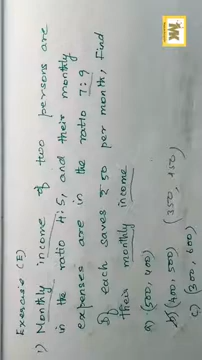 Exercise (E)
1) Monthly income of two persons are
in the ratio 4:5, and their monthly
expenses are in the ratio 7:9
If each saves ₹50 per month, find
their monthly income
a) (500, 400)
b) (400, 500) (350, 450)
c) (300, 600)
MK